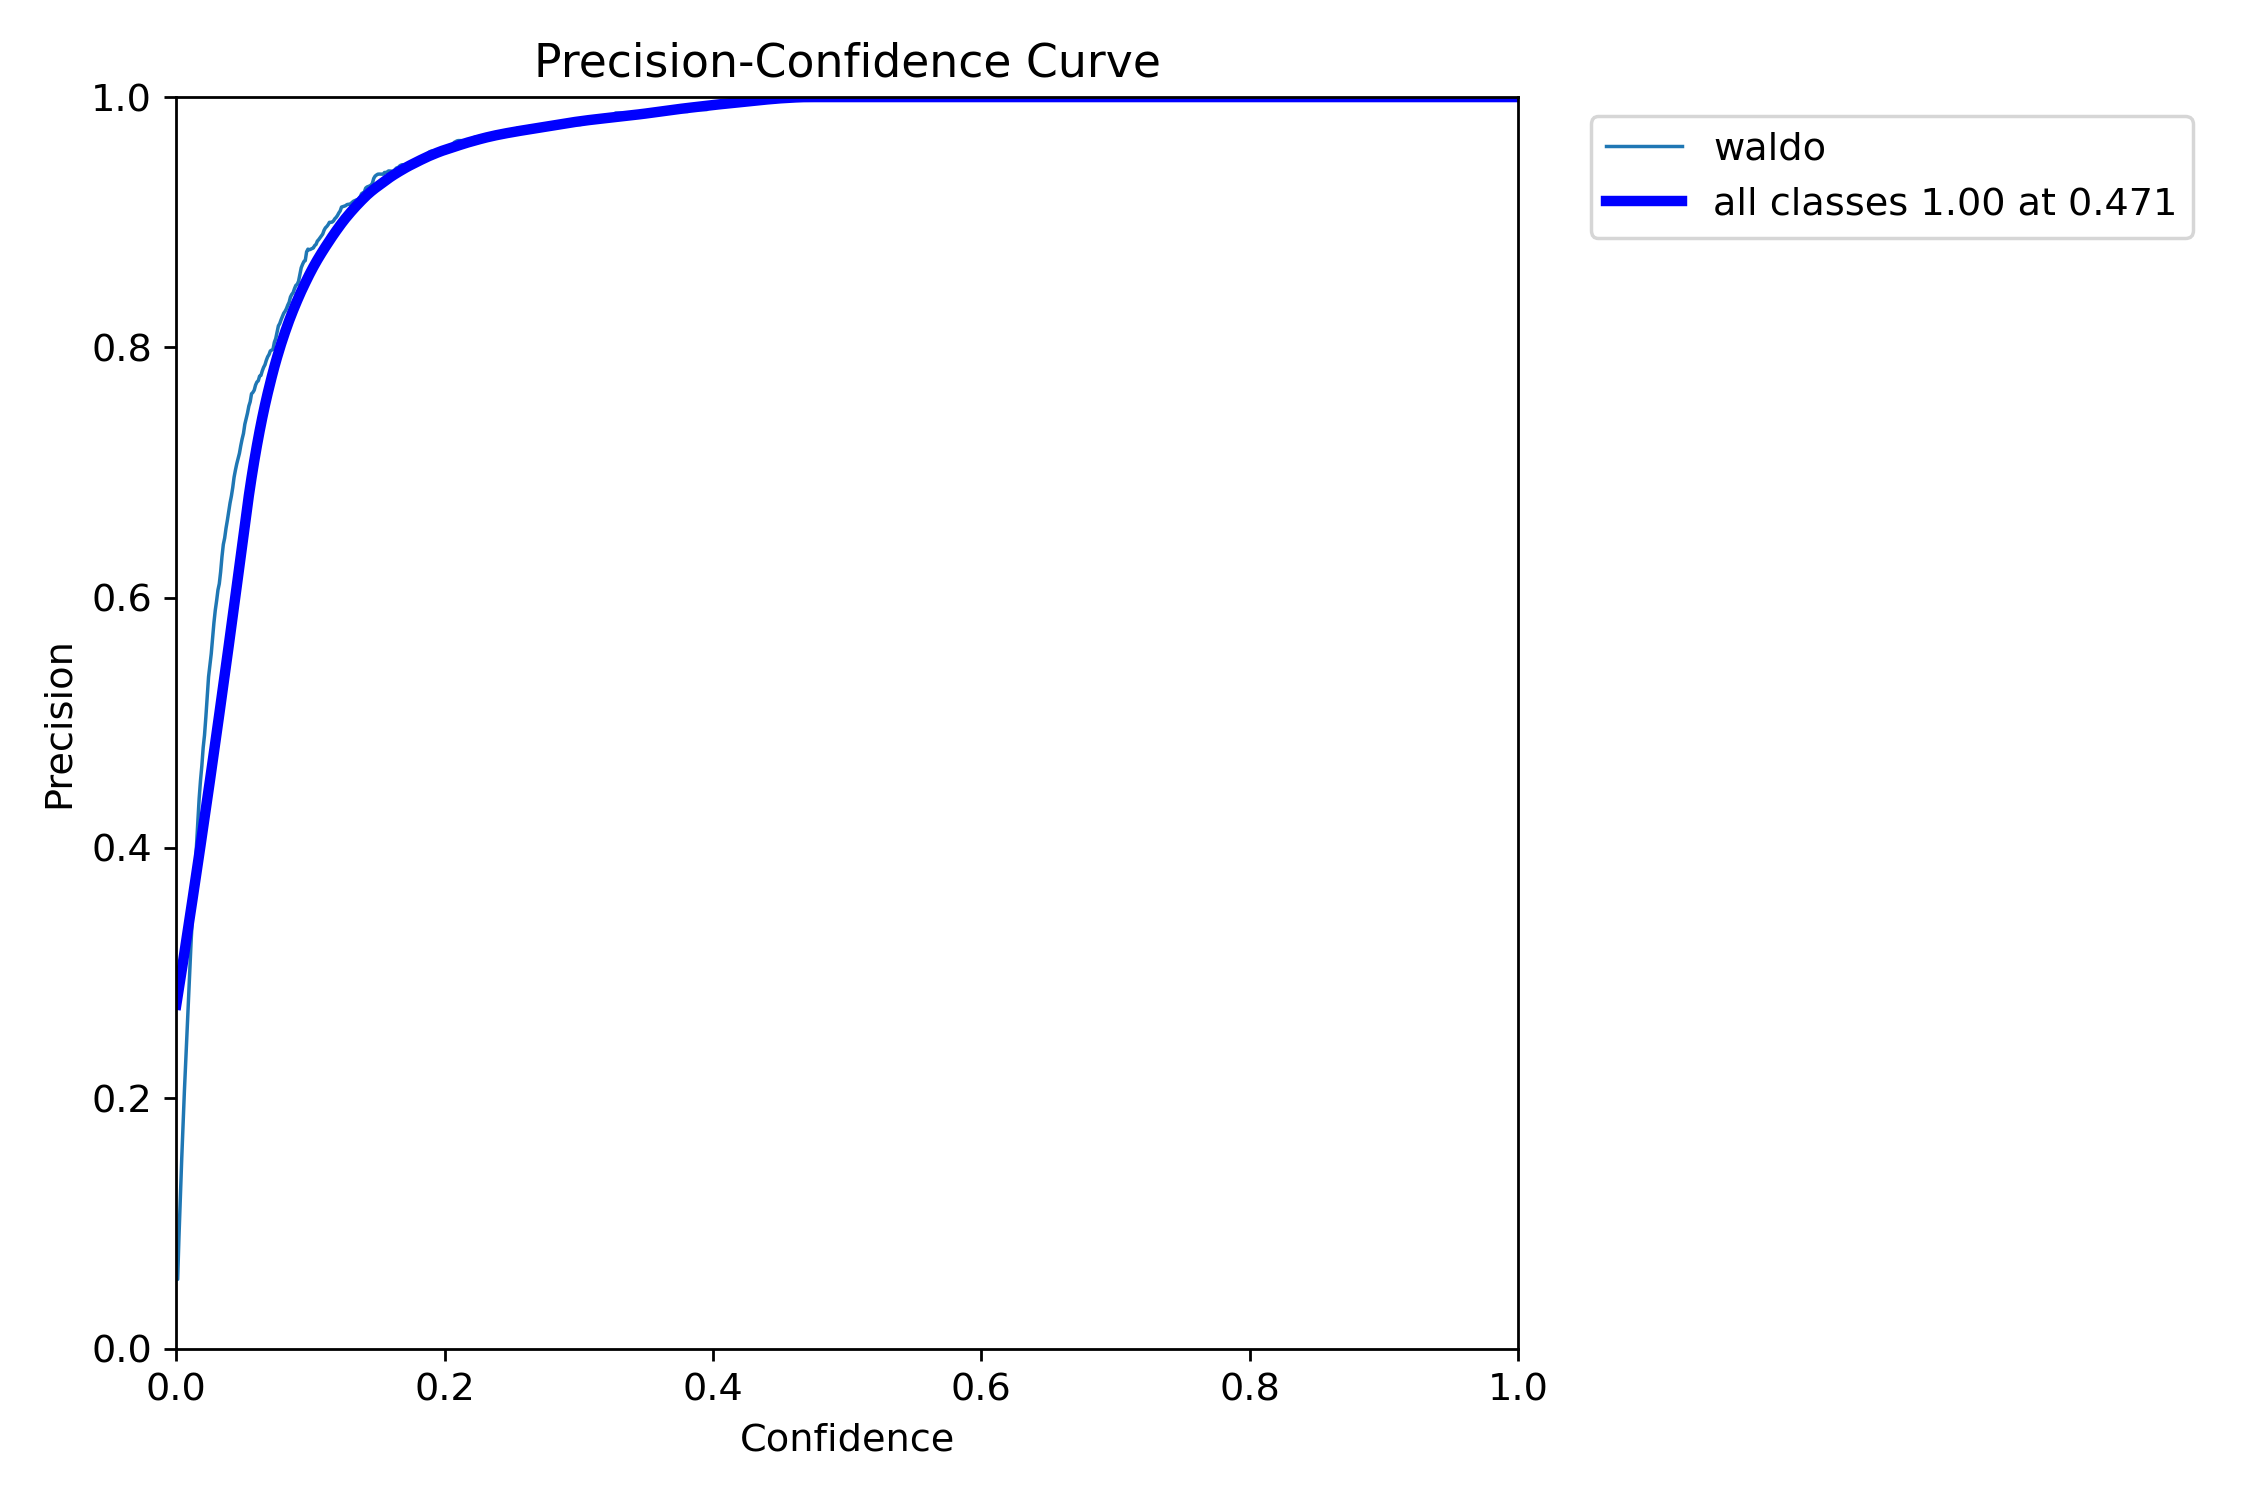 Precision-Confidence Curve
1.0
0.8
0.6
0.4
0.2
0.0
Precision
0.0 0.2 0.4 0.6 0.8 1.0
Confidence
waldo
all classes 1.00 at 0.471